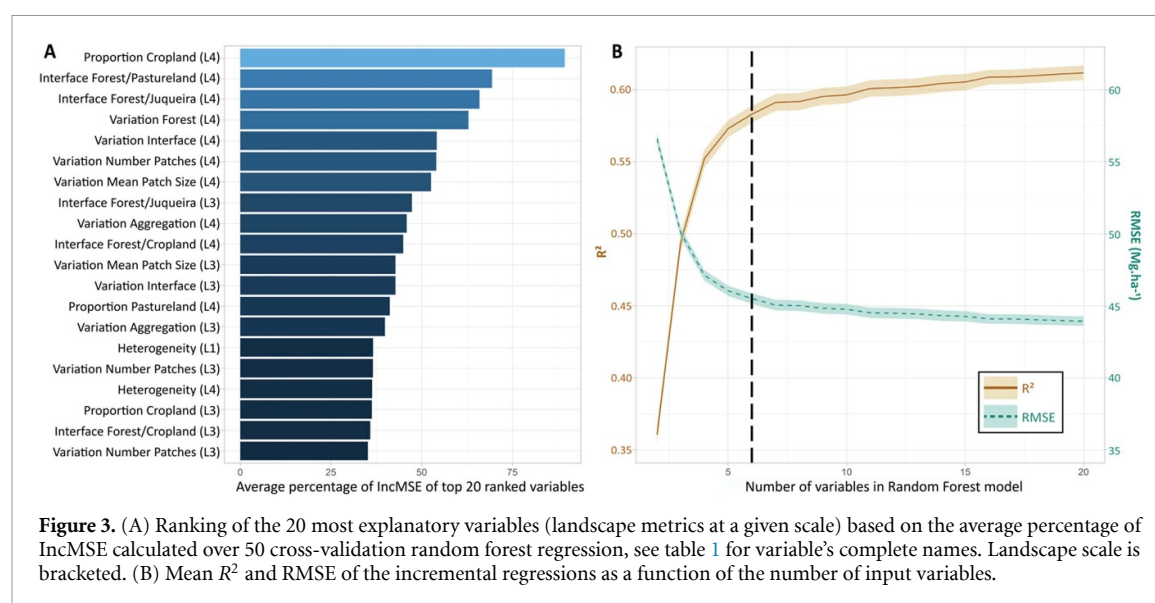 A
Proportion Cropland (L4)
Interface Forest/Pastureland (L4)
Interface Forest/Juqueira (L4)
Variation Forest (L4)
Variation Interface (L4)
Variation Number Patches (L4)
Variation Mean Patch Size (L4)
Interface Forest/Juqueira (L3)
Variation Aggregation (L4)
Interface Forest/Cropland (L4)
Variation Mean Patch Size (L3)
Variation Interface (L3)
Proportion Pastureland (L4)
Variation Aggregation (L3)
Heterogeneity (L1)
Variation Number Patches (L3)
Heterogeneity (L4)
Proportion Cropland (L3)
Interface Forest/Cropland (L3)
Variation Number Patches (L3)
0 25 50 75
Average percentage of IncMSE of top 20 ranked variables
B
R²
0.60
0.55
0.50
0.45
0.40
0.35
60
55
50
45
40
35
RMSE (Mg.ha-¹)
R²
RMSE
5 10 15 20
Number of variables in Random Forest model
Figure 3. (A) Ranking of the 20 most explanatory variables (landscape metrics at a given scale) based on the average percentage of
IncMSE calculated over 50 cross-validation random forest regression, see table 1 for variable's complete names. Landscape scale is
bracketed. (B) Mean R² and RMSE of the incremental regressions as a function of the number of input variables.